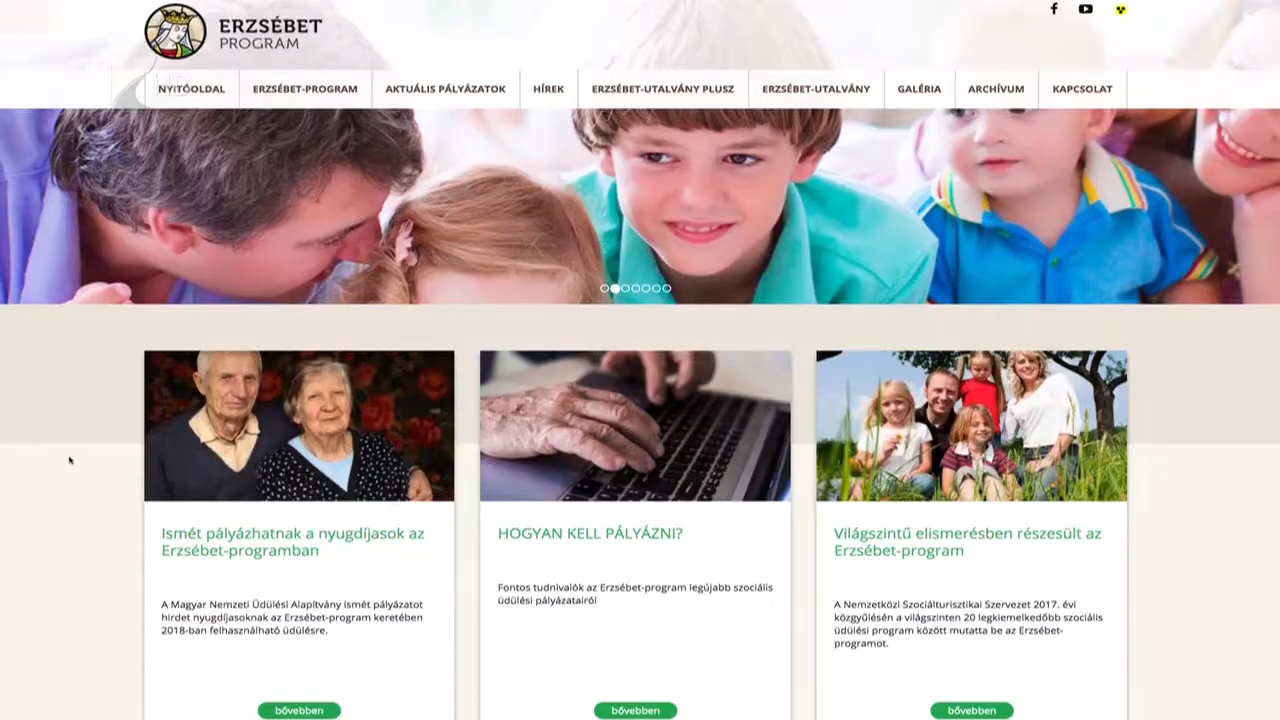 ERZSÉBET
PROGRAM
HD
NYITÓOLDAL
ERZSÉBET-PROGRAM
AKTUÁLIS PÁLYÁZATOK
HÍREK
ERZSÉBET-UTALVÁNY PLUSZ
ERZSÉBET-UTALVÁNY
GALÉRIA
ARCHÍVUM
KAPCSOLAT
Ismét pályázhatnak a nyugdíjasok az
Erzsébet-programban
A Magyar Nemzeti Üdülési Alapítvány ismét pályázatot
hirdet nyugdíjasoknak az Erzsébet-program keretében
2018-ban felhasználható üdülésre.
bővebben
HOGYAN KELL PÁLYÁZNI?
Fontos tudnivalók az Erzsébet-program legújabb szociális
üdülési pályázatairól
bővebben
Világszintű elismerésben részesült az
Erzsébet-program
A Nemzetközi Szociálturisztikai Szervezet 2017. évi
közgyűlésén a világszinten 20 legkiemelkedőbb szociális
üdülési program között mutatta be az Erzsébet-
programot.
bővebben